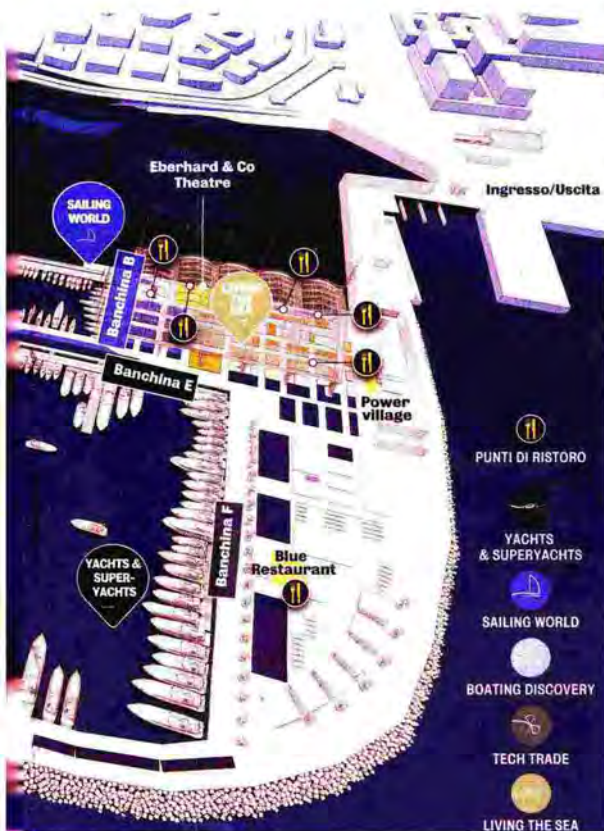 Eberhard & Co
Theatre
Ingresso/Uscita
SAILING
WORLD
Banchina B
Banchina E
Power
village
PUNTI DI RISTORO
Banchina F
YACHTS
& SUPERYACHTS
Blue
Restaurant
YACHTS &
SUPER-
YACHTS
SAILING WORLD
BOATING DISCOVERY
TECH TRADE
LIVING THE SEA